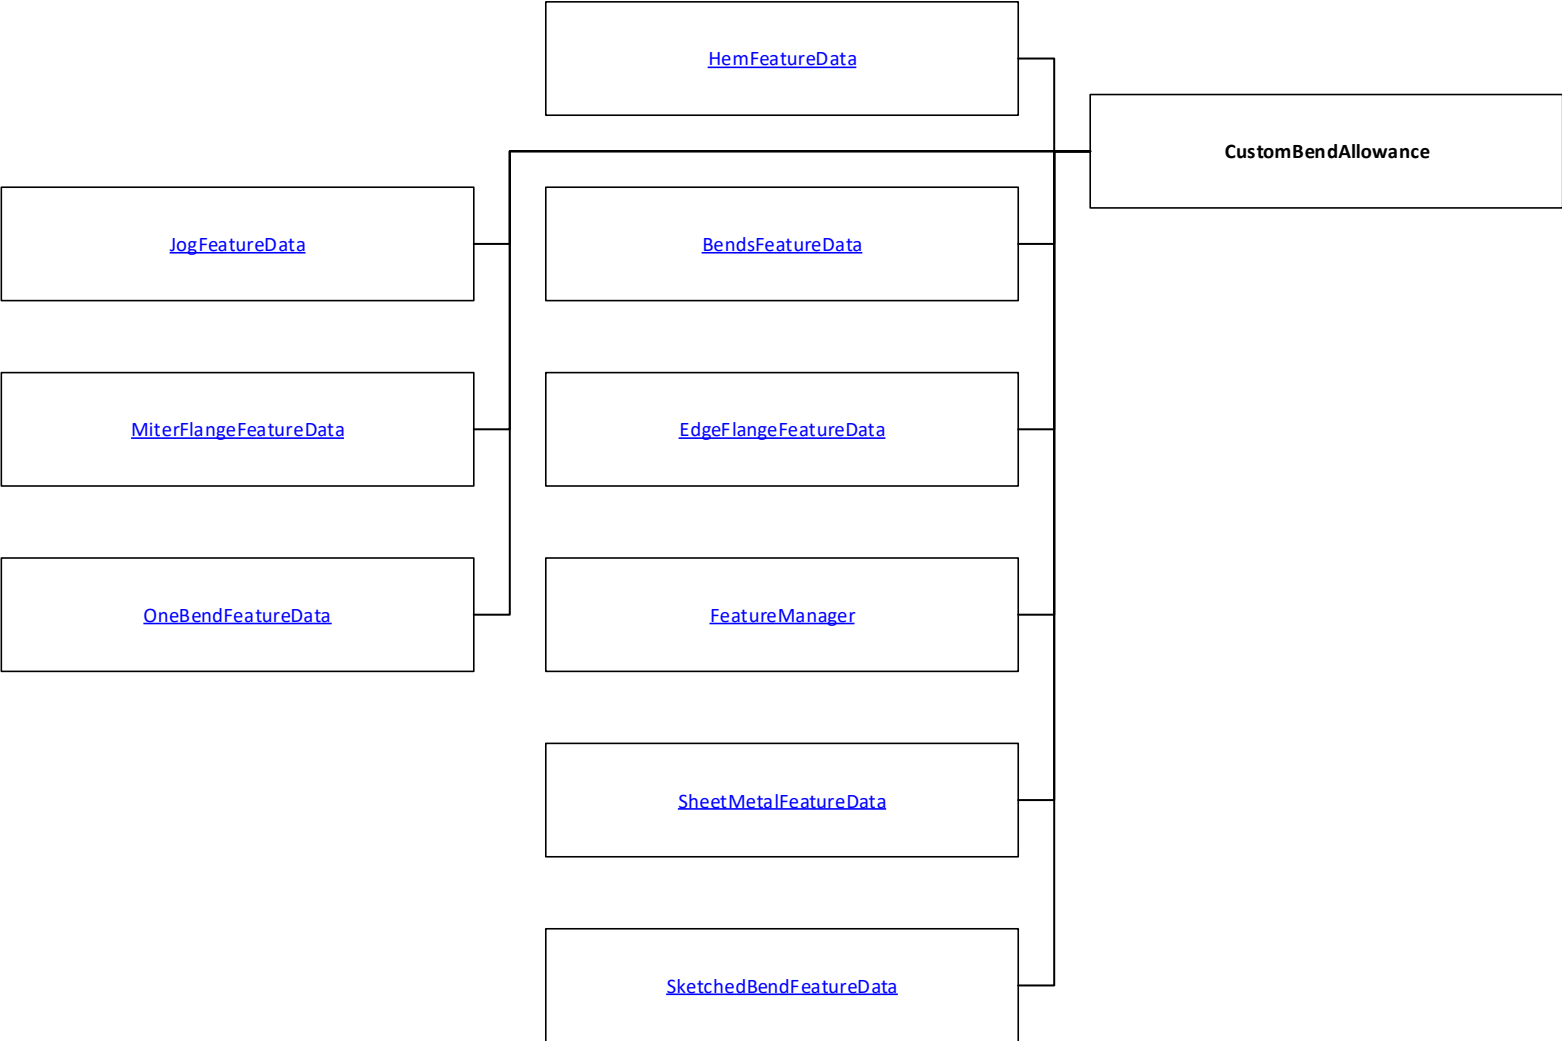 HemFeatureData
CustomBendAllowance
JogFeatureData
BendsFeatureData
MiterFlangeFeatureData
EdgeFlangeFeatureData
OneBendFeatureData
FeatureManager
SheetMetalFeatureData
SketchedBendFeatureData